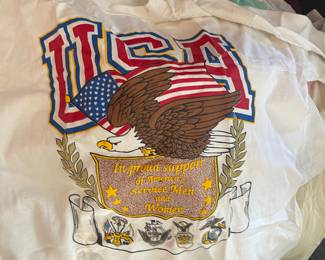 USA
In proud support
of America's
Service Men
and
Women